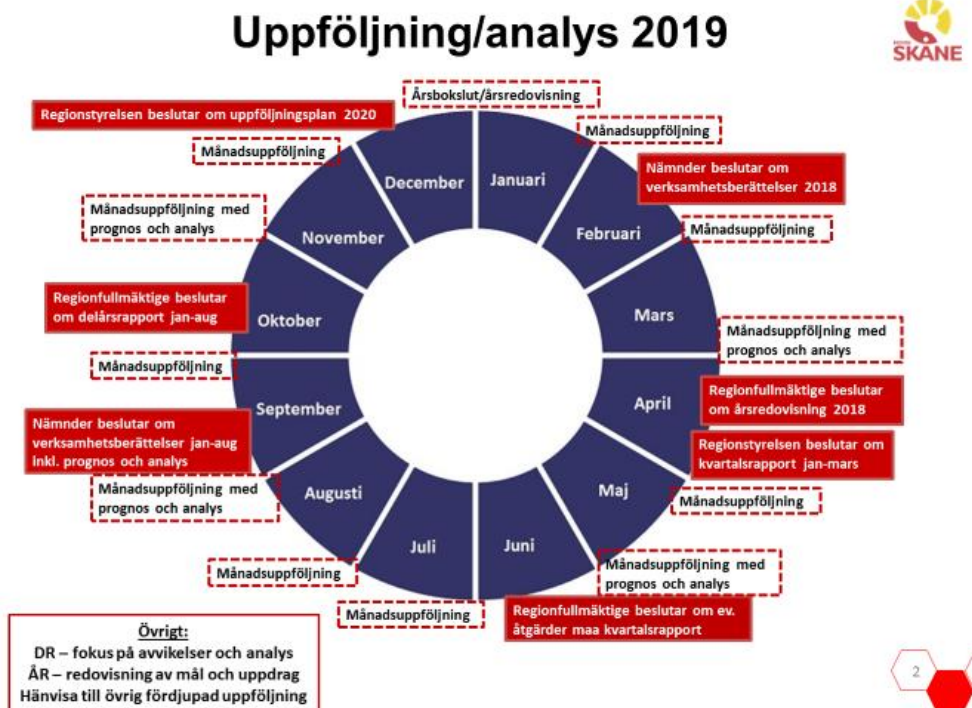 Uppföljning/analys 2019
SKÅNE
Årsbokslut/årsredovisning
Regionstyrelsen beslutar om uppföljningsplan 2020
Månadsuppföljning
Månadsuppföljning
Nämnder beslutar om
verksamhetsberättelser 2018
Månadsuppföljning
Månadsuppföljning med
prognos och analys
December
Januari
November
Februari
Oktober
Mars
September
April
Augusti
Maj
Juli
Juni
Regionfullmäktige beslutar
om delårsrapport jan-aug
Månadsuppföljning med
prognos och analys
Månadsuppföljning
Regionfullmäktige beslutar
om årsredovisning 2018
Nämnder beslutar om
verksamhetsberättelser jan-aug
inkl. prognos och analys
Regionstyrelsen beslutar om
kvartalsrapport jan-mars
Månadsuppföljning med
prognos och analys
Månadsuppföljning
Månadsuppföljning
Månadsuppföljning med
prognos och analys
Månadsuppföljning
Regionfullmäktige beslutar om ev.
åtgärder maa kvartalsrapport
Övrigt:
DR – fokus på avvikelser och analys
ÅR – redovisning av mål och uppdrag
Hänvisa till övrig fördjupad uppföljning
2